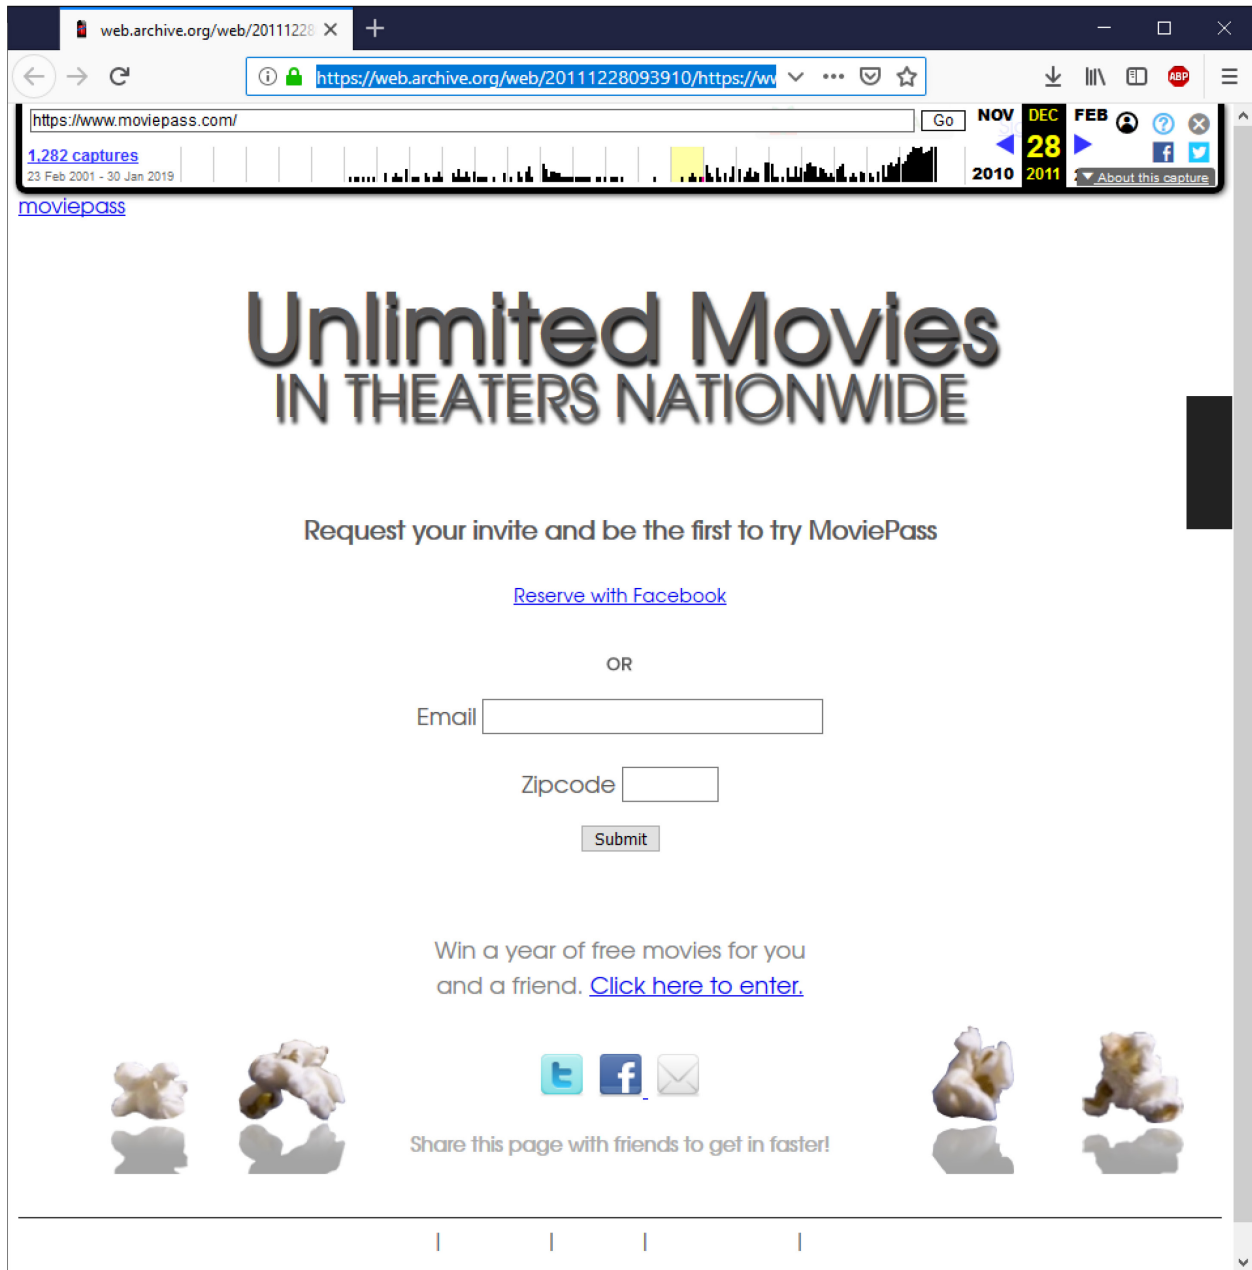 web.archive.org/web/20111228
https://web.archive.org/web/20111228093910/https://ww
ABP
https://www.moviepass.com/
Go
NOV DEC FEB
1,282 captures
28
23 Feb 2001 - 30 Jan 2019
2010 2011
About this capture
moviepass
Unlimited Movies
IN THEATERS NATIONWIDE
Request your invite and be the first to try MoviePass
Reserve with Facebook
OR
Email
Zipcode
Submit
Win a year of free movies for you
and a friend. Click here to enter.
Share this page with friends to get in faster!
| | | |